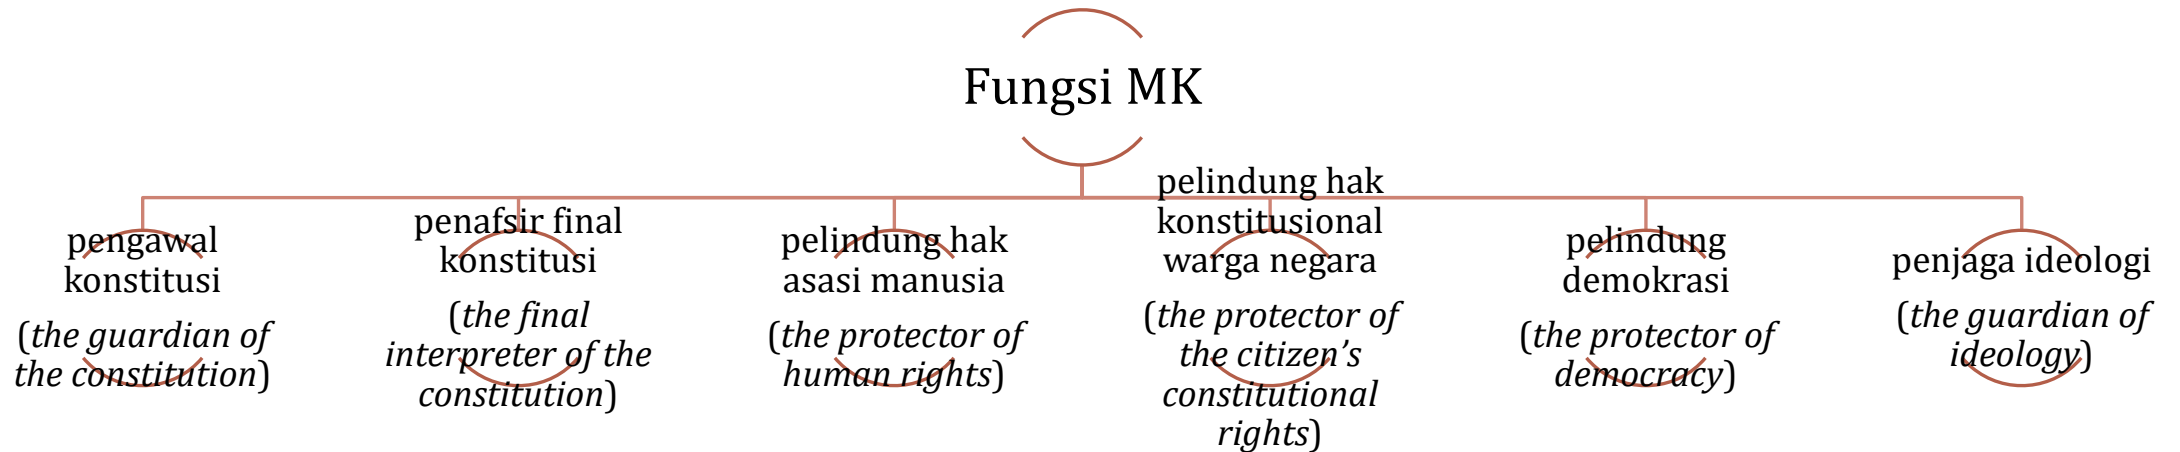 Fungsi MK
pengawal
konstitusi
(the guardian of
the constitution)
penafsir final
konstitusi
(the final
interpreter of the
constitution)
pelindung hak
asasi manusia
(the protector of
human rights)
pelindung hak
konstitusional
warga negara
(the protector of
the citizen’s
constitutional
rights)
pelindung
demokrasi
(the protector of
democracy)
penjaga ideologi
(the guardian of
ideology)